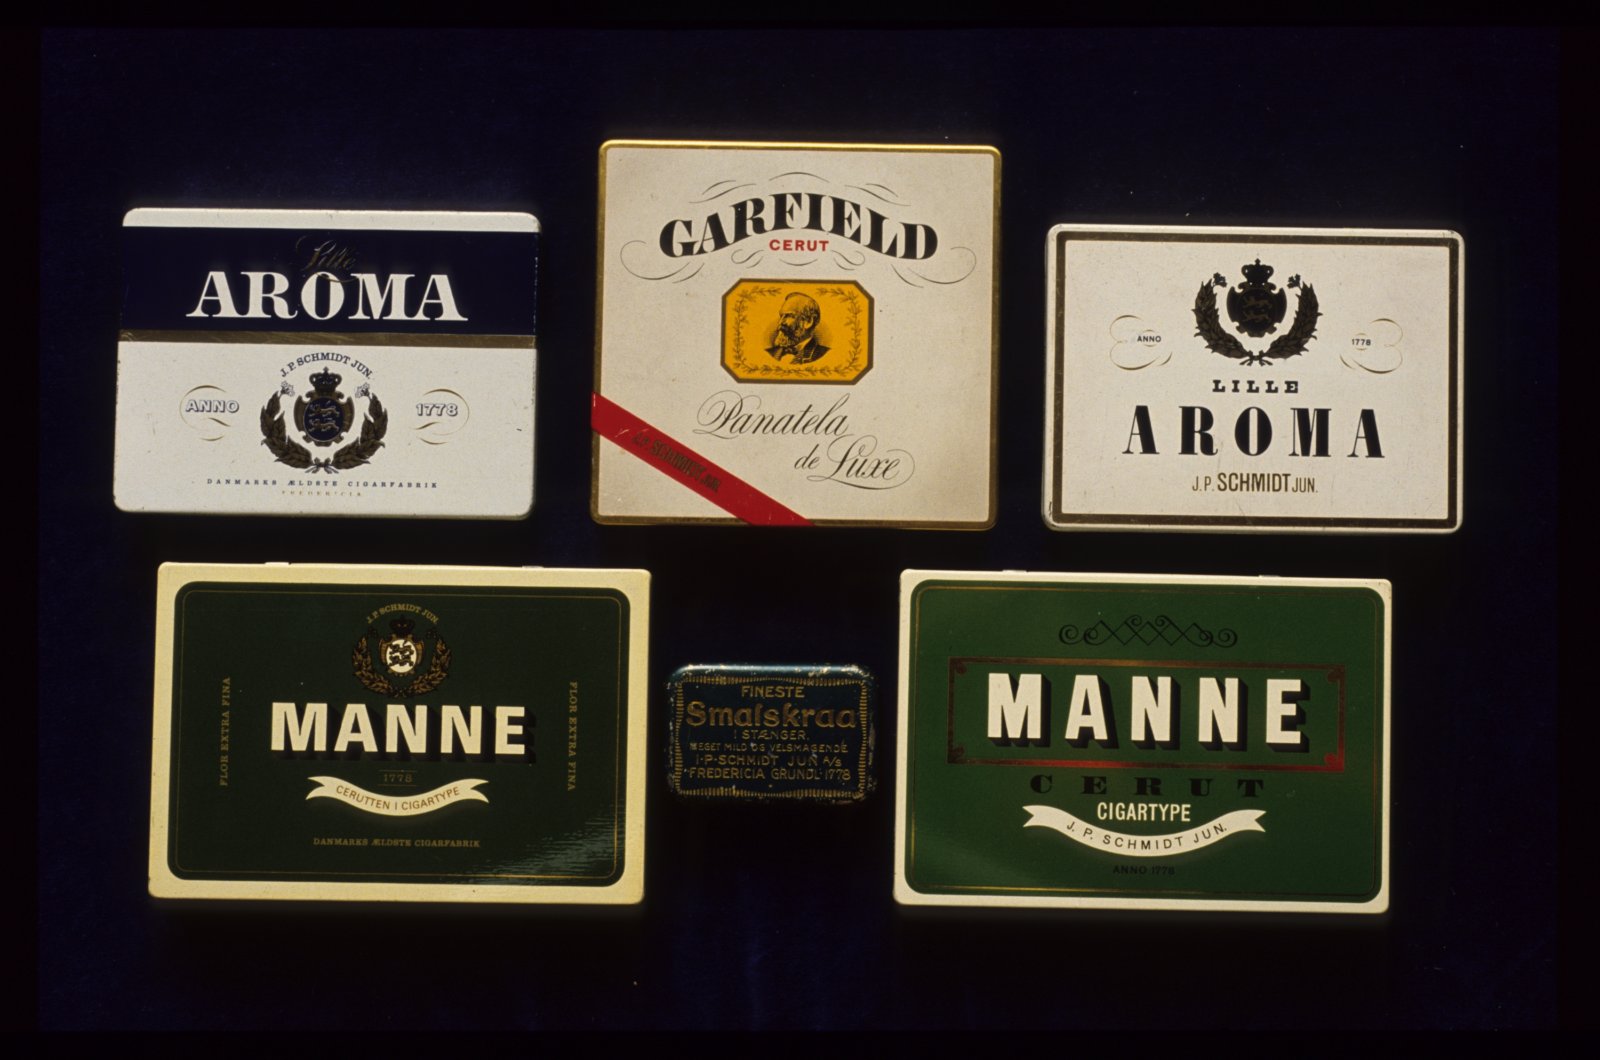 Lille
AROMA
J.P. SCHMIDT JUN.
ANNO
1778
DANMARKS ÆLDSTE CIGARFABRIK
FREDERICIA
GARFIELD
CERUT
Panatela
de Luxe
J.P. SCHMIDT JUN.
ANNO
1778
LILLE
AROMA
J.P. SCHMIDT JUN.
J.P. SCHMIDT JUN.
FLOR EXTRA FINA
FLOR EXTRA FINA
MANNE
1778
CERUTTEN I CIGARTYPE
DANMARKS ÆLDSTE CIGARFABRIK
FINESTE
Smalskraa
I STÆNGER.
MEGET MILD OG VELSMAGENDE
I·P·SCHMIDT JUN A/S
FREDERICIA GRUNDL· 1778
MANNE
CERUT
CIGARTYPE
J. P. SCHMIDT JUN.
ANNO 1778